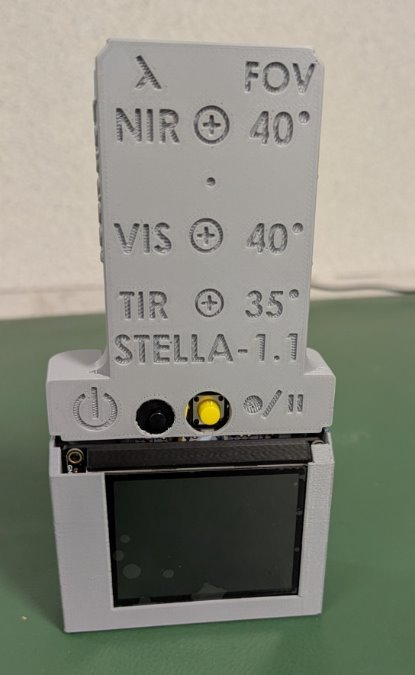 λ FOV
NIR ⊕ 40°
VIS ⊕ 40°
TIR ⊕ 35°
STELLA-1.1